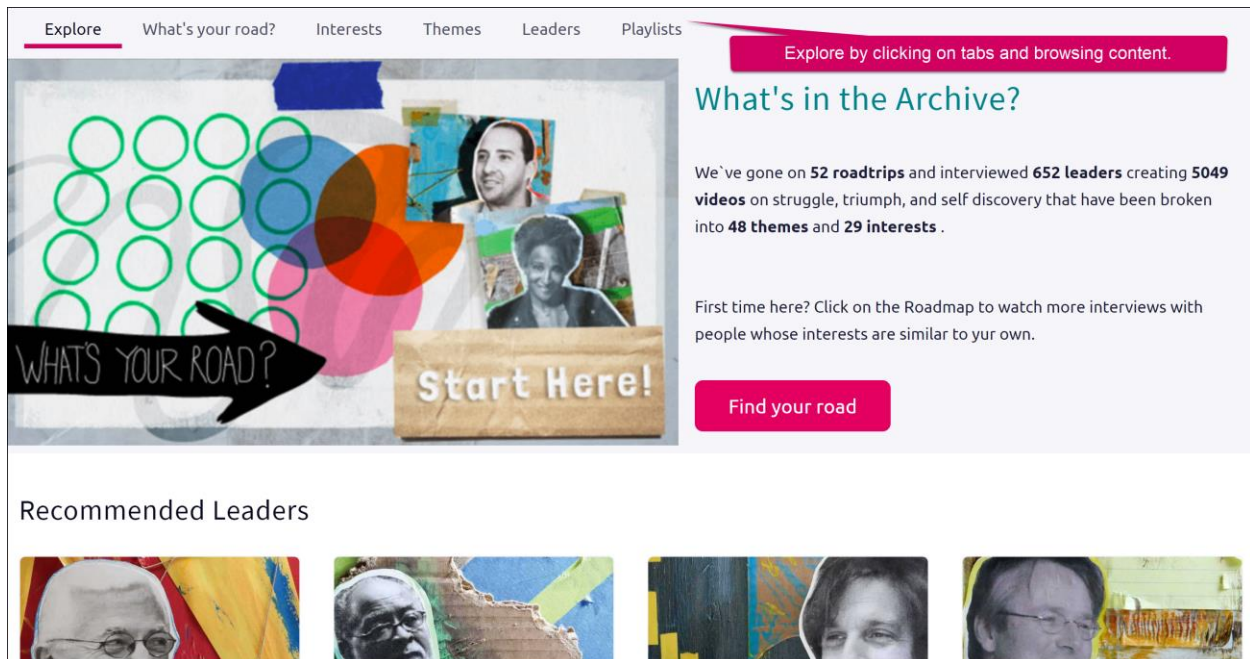 Explore What's your road? Interests Themes Leaders Playlists
Explore by clicking on tabs and browsing content.
What's in the Archive?
We`ve gone on 52 roadtrips and interviewed 652 leaders creating 5049
videos on struggle, triumph, and self discovery that have been broken
into 48 themes and 29 interests .
First time here? Click on the Roadmap to watch more interviews with
people whose interests are similar to yur own.
Find your road
WHAT'S YOUR ROAD?
Start Here!
Recommended Leaders